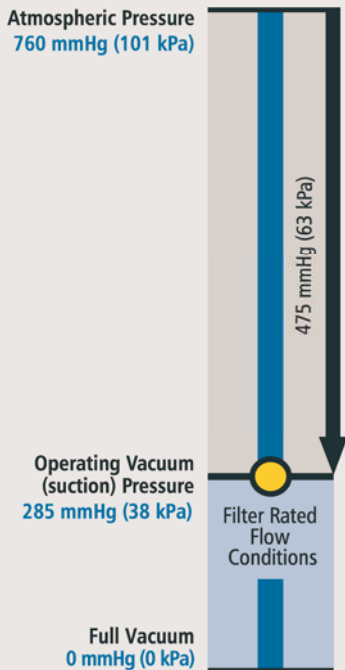 Atmospheric Pressure
760 mmHg (101 kPa)
475 mmHg (63 kPa)
Operating Vacuum
(suction) Pressure
285 mmHg (38 kPa)
Filter Rated
Flow
Conditions
Full Vacuum
0 mmHg (0 kPa)